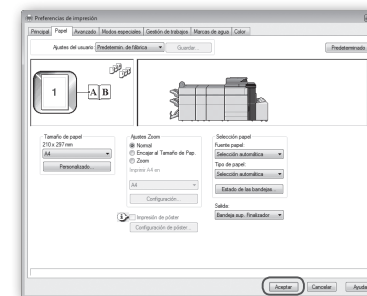 Preferencias de impresión
Principal Papel Avanzado Modos especiales Gestión de trabajos Marcas de agua Color
Ajustes del usuario: Predetermin. de fábrica Guardar... Predeterminado
1 A B
Tamaño de papel
210 x 297 mm
A4
Personalizado...
Ajustes Zoom
Normal
Encajar al Tamaño de Pap.
Zoom
Imprimir A4 en:
A4
Configuración...
Impresión de póster
Configuración de póster...
Selección papel
Fuente papel:
Selección automática
Tipo de papel:
Selección automática
Estado de las bandejas...
Salida:
Bandeja sup. finalizador
Aceptar Cancelar Ayuda